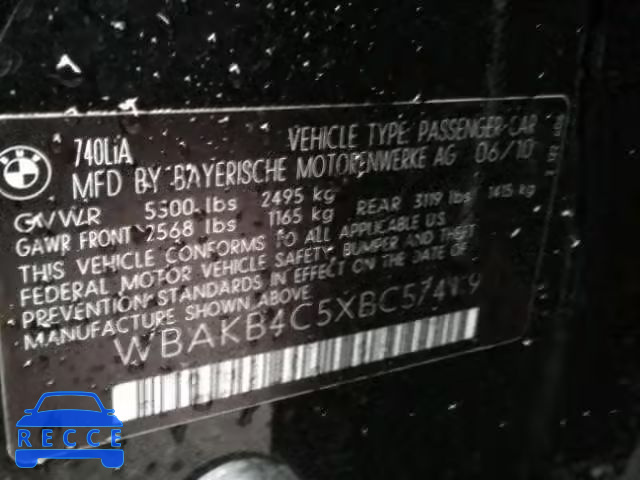 BMW
740LiA VEHICLE TYPE PASSENGER-CAR
MFD BY BAYERISCHE MOTORENWERKE AG 06/10
GVWR 5500 lbs 2495 kg
GAWR FRONT 2568 lbs 1165 kg REAR 3119 lbs 1415 kg
THIS VEHICLE CONFORMS TO ALL APPLICABLE U.S.
FEDERAL MOTOR VEHICLE SAFETY, BUMPER AND THEFT
PREVENTION STANDARDS IN EFFECT ON THE DATE OF
MANUFACTURE SHOWN ABOVE
RECCE